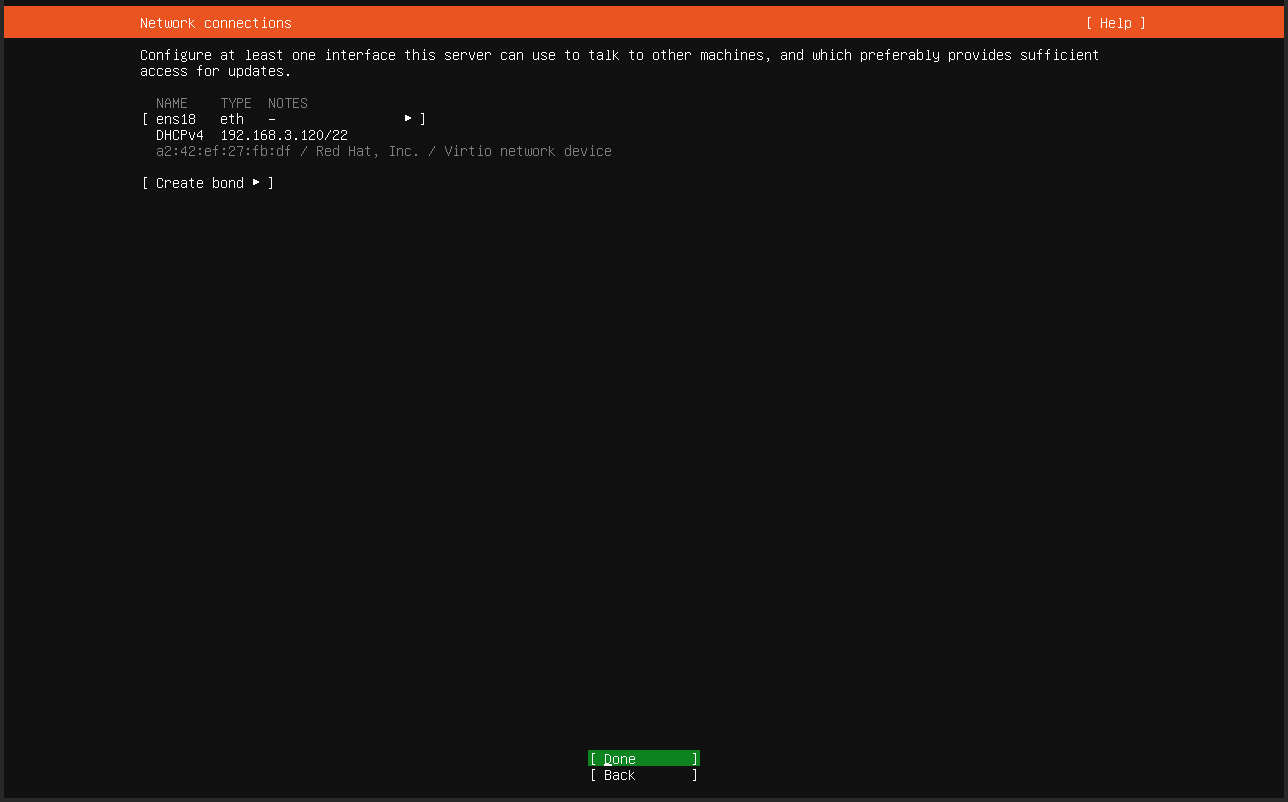 Network connections [ Help ]
Configure at least one interface this server can use to talk to other machines, and which preferably provides sufficient
access for updates.
NAME TYPE NOTES
[ ens18 eth – ▸ ]
DHCPv4 192.168.3.120/22
a2:42:ef:27:fb:df / Red Hat, Inc. / Virtio network device
[ Create bond ▸ ]
[ Done ]
[ Back ]